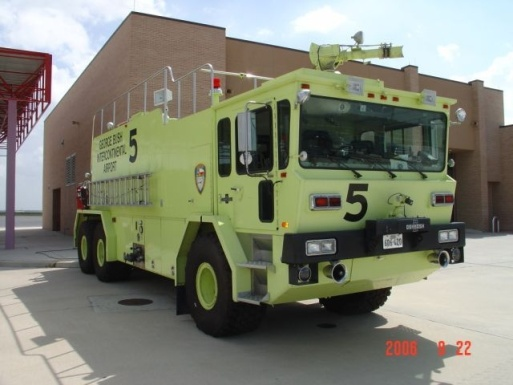 GEORGE BUSH
INTERCONTINENTAL
AIRPORT
5
5
2006 8 22